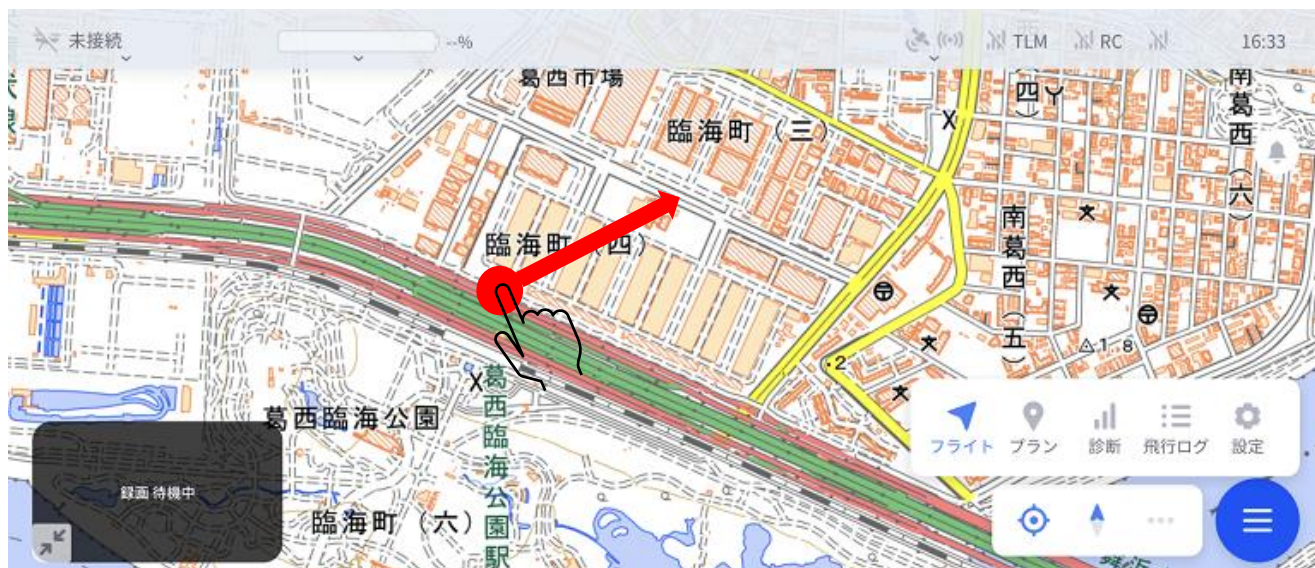 未接続
--%
TLM
RC
16:33
葛西市場
臨海町（三）
四）
南葛西（六）
臨海町（四）
南葛西（五）
2
1.8
葛西臨海公園
葛西臨海公園駅
臨海町（六）
録画 待機中
フライト
プラン
診断
飛行ログ
設定